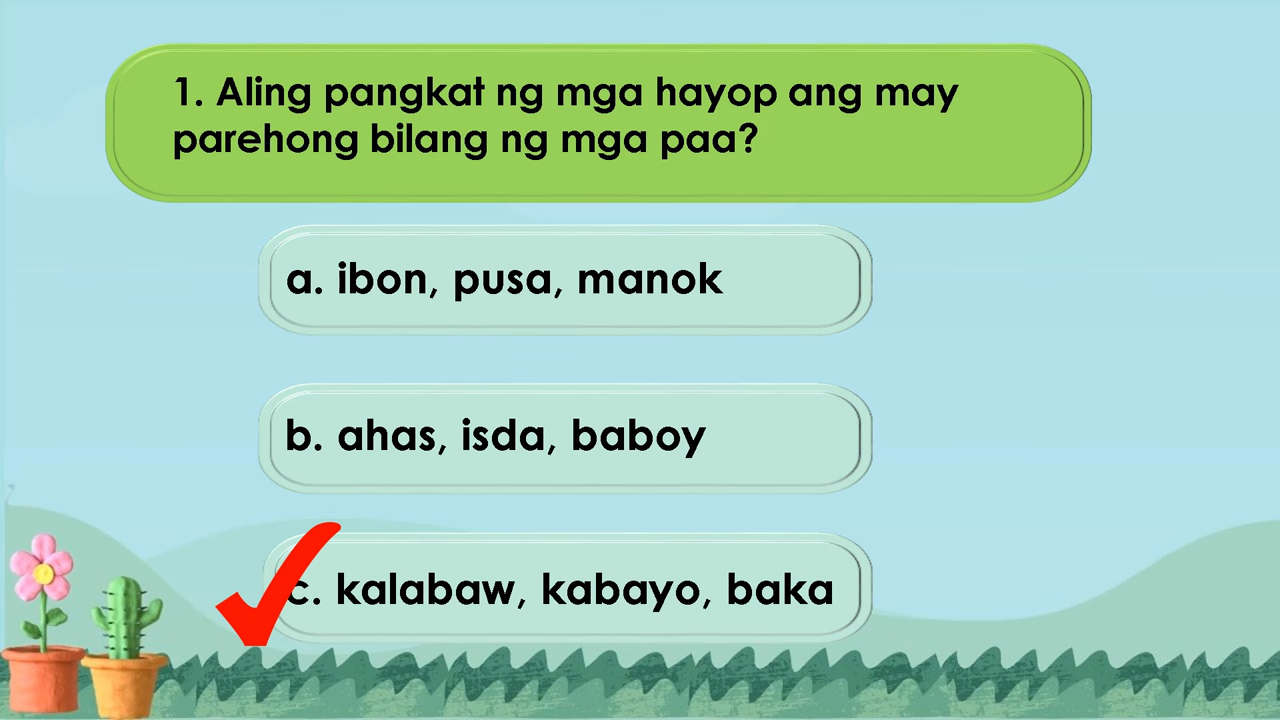 1. Aling pangkat ng mga hayop ang may
parehong bilang ng mga paa?
a. ibon, pusa, manok
b. ahas, isda, baboy
c. kalabaw, kabayo, baka